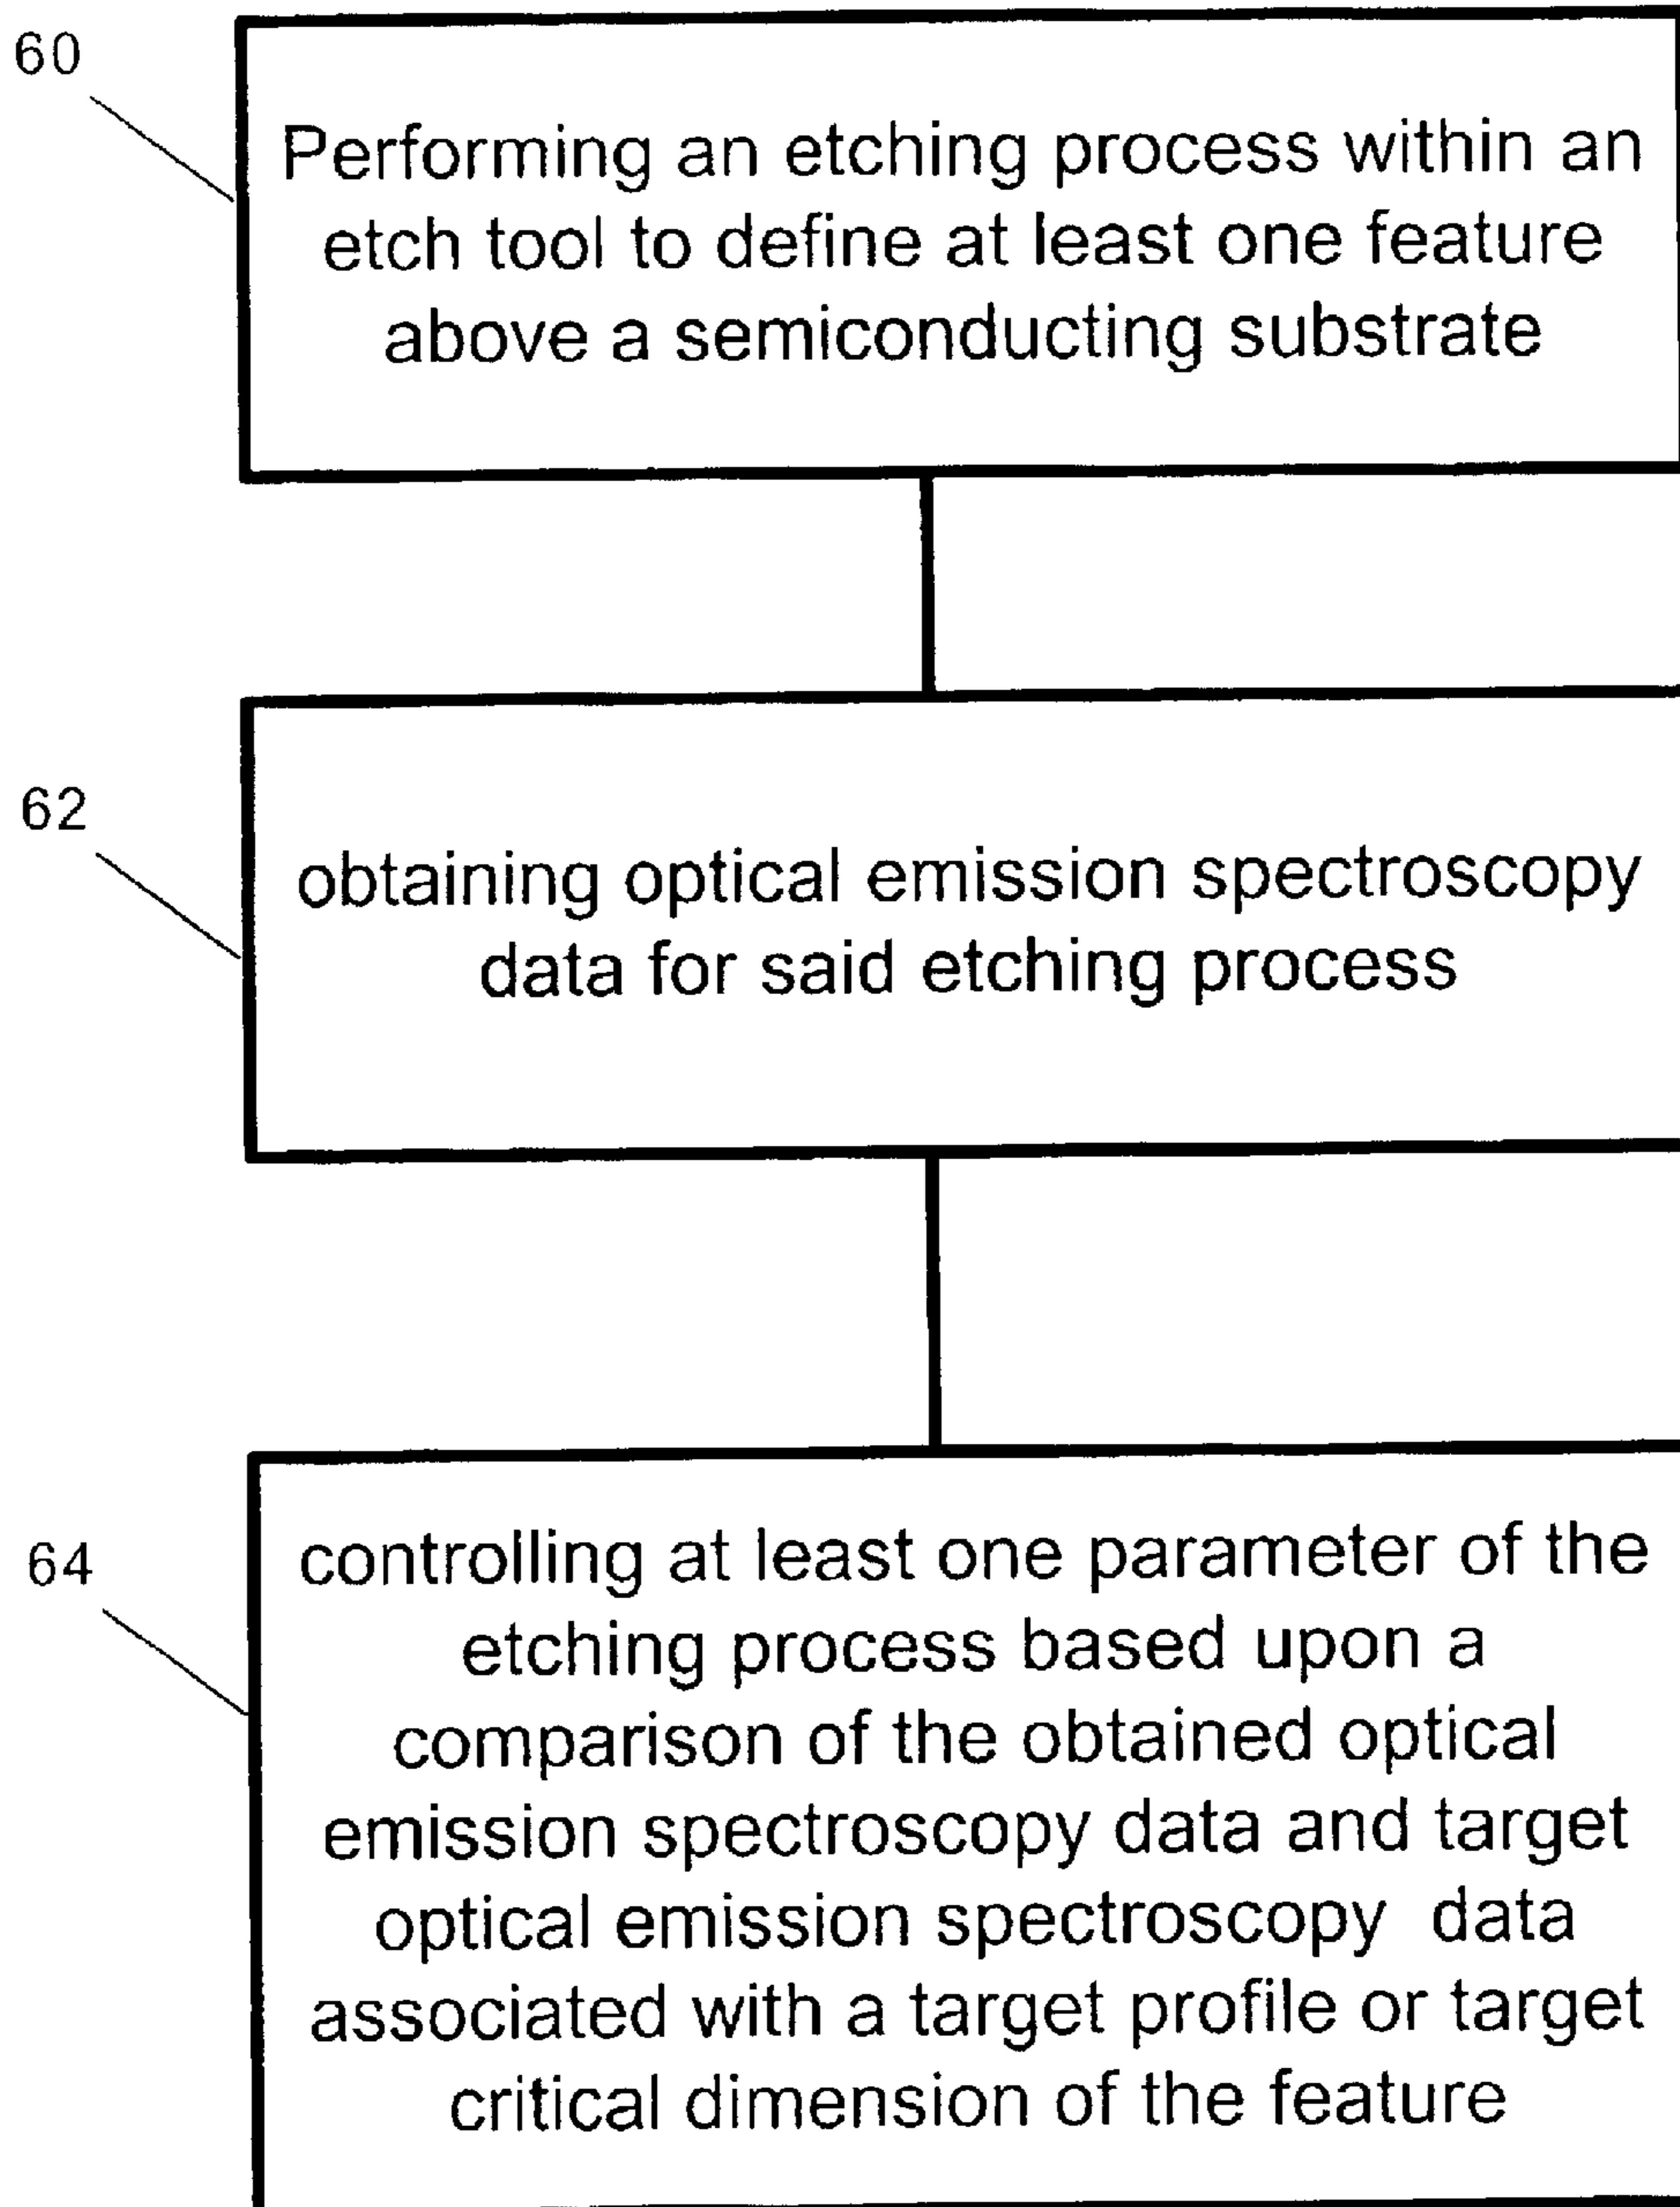 60
Performing an etching process within an
etch tool to define at least one feature
above a semiconducting substrate
62
obtaining optical emission spectroscopy
data for said etching process
64
controlling at least one parameter of the
etching process based upon a
comparison of the obtained optical
emission spectroscopy data and target
optical emission spectroscopy data
associated with a target profile or target
critical dimension of the feature